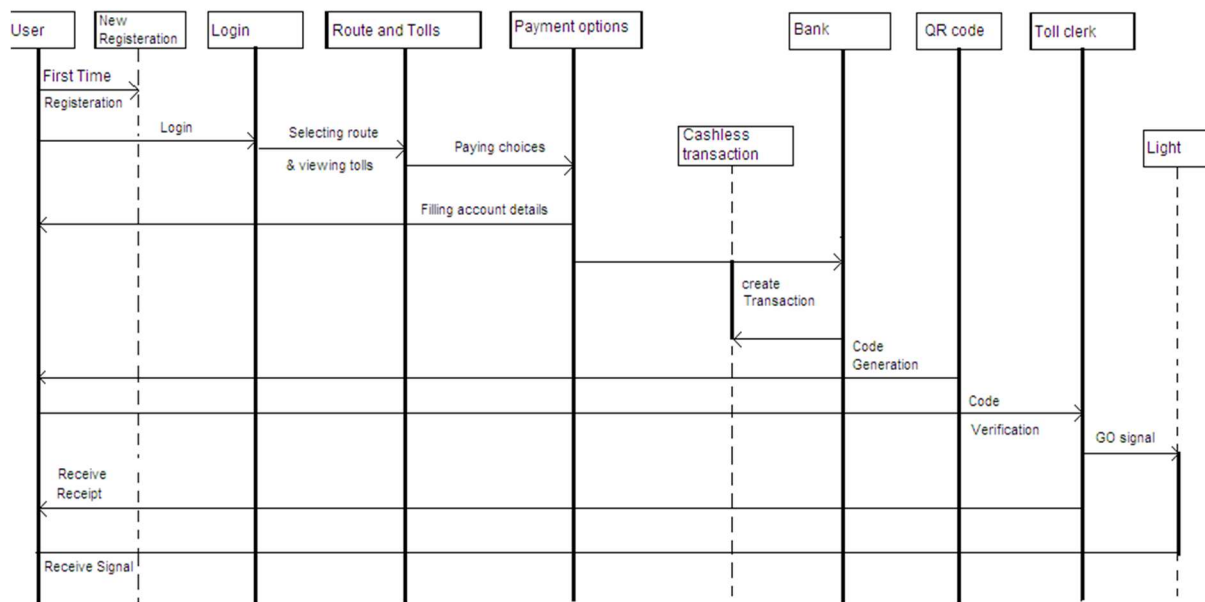 User
New
Registeration
Login
Route and Tolls
Payment options
Bank
QR code
Toll clerk
First Time
Registeration
Login
Selecting route
& viewing tolls
Paying choices
Cashless
transaction
Light
Filling account details
create
Transaction
Code
Generation
Code
Verification
GO signal
Receive
Receipt
Receive Signal